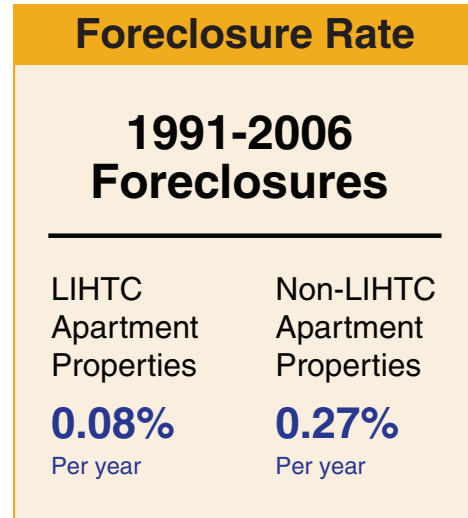 Foreclosure Rate
1991-2006
Foreclosures
LIHTC
Apartment
Properties
0.08%
Per year
Non-LIHTC
Apartment
Properties
0.27%
Per year